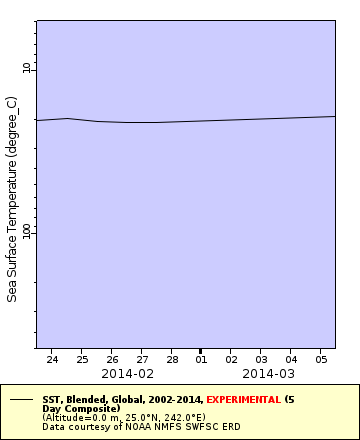 10
100
Sea Surface Temperature (degree_C)
24 25 26 27 28 01 02 03 04 05
2014-02 2014-03
SST, Blended, Global, 2002-2014, EXPERIMENTAL (5
Day Composite)
(Altitude=0.0 m, 25.0°N, 242.0°E)
Data courtesy of NOAA NMFS SWFSC ERD